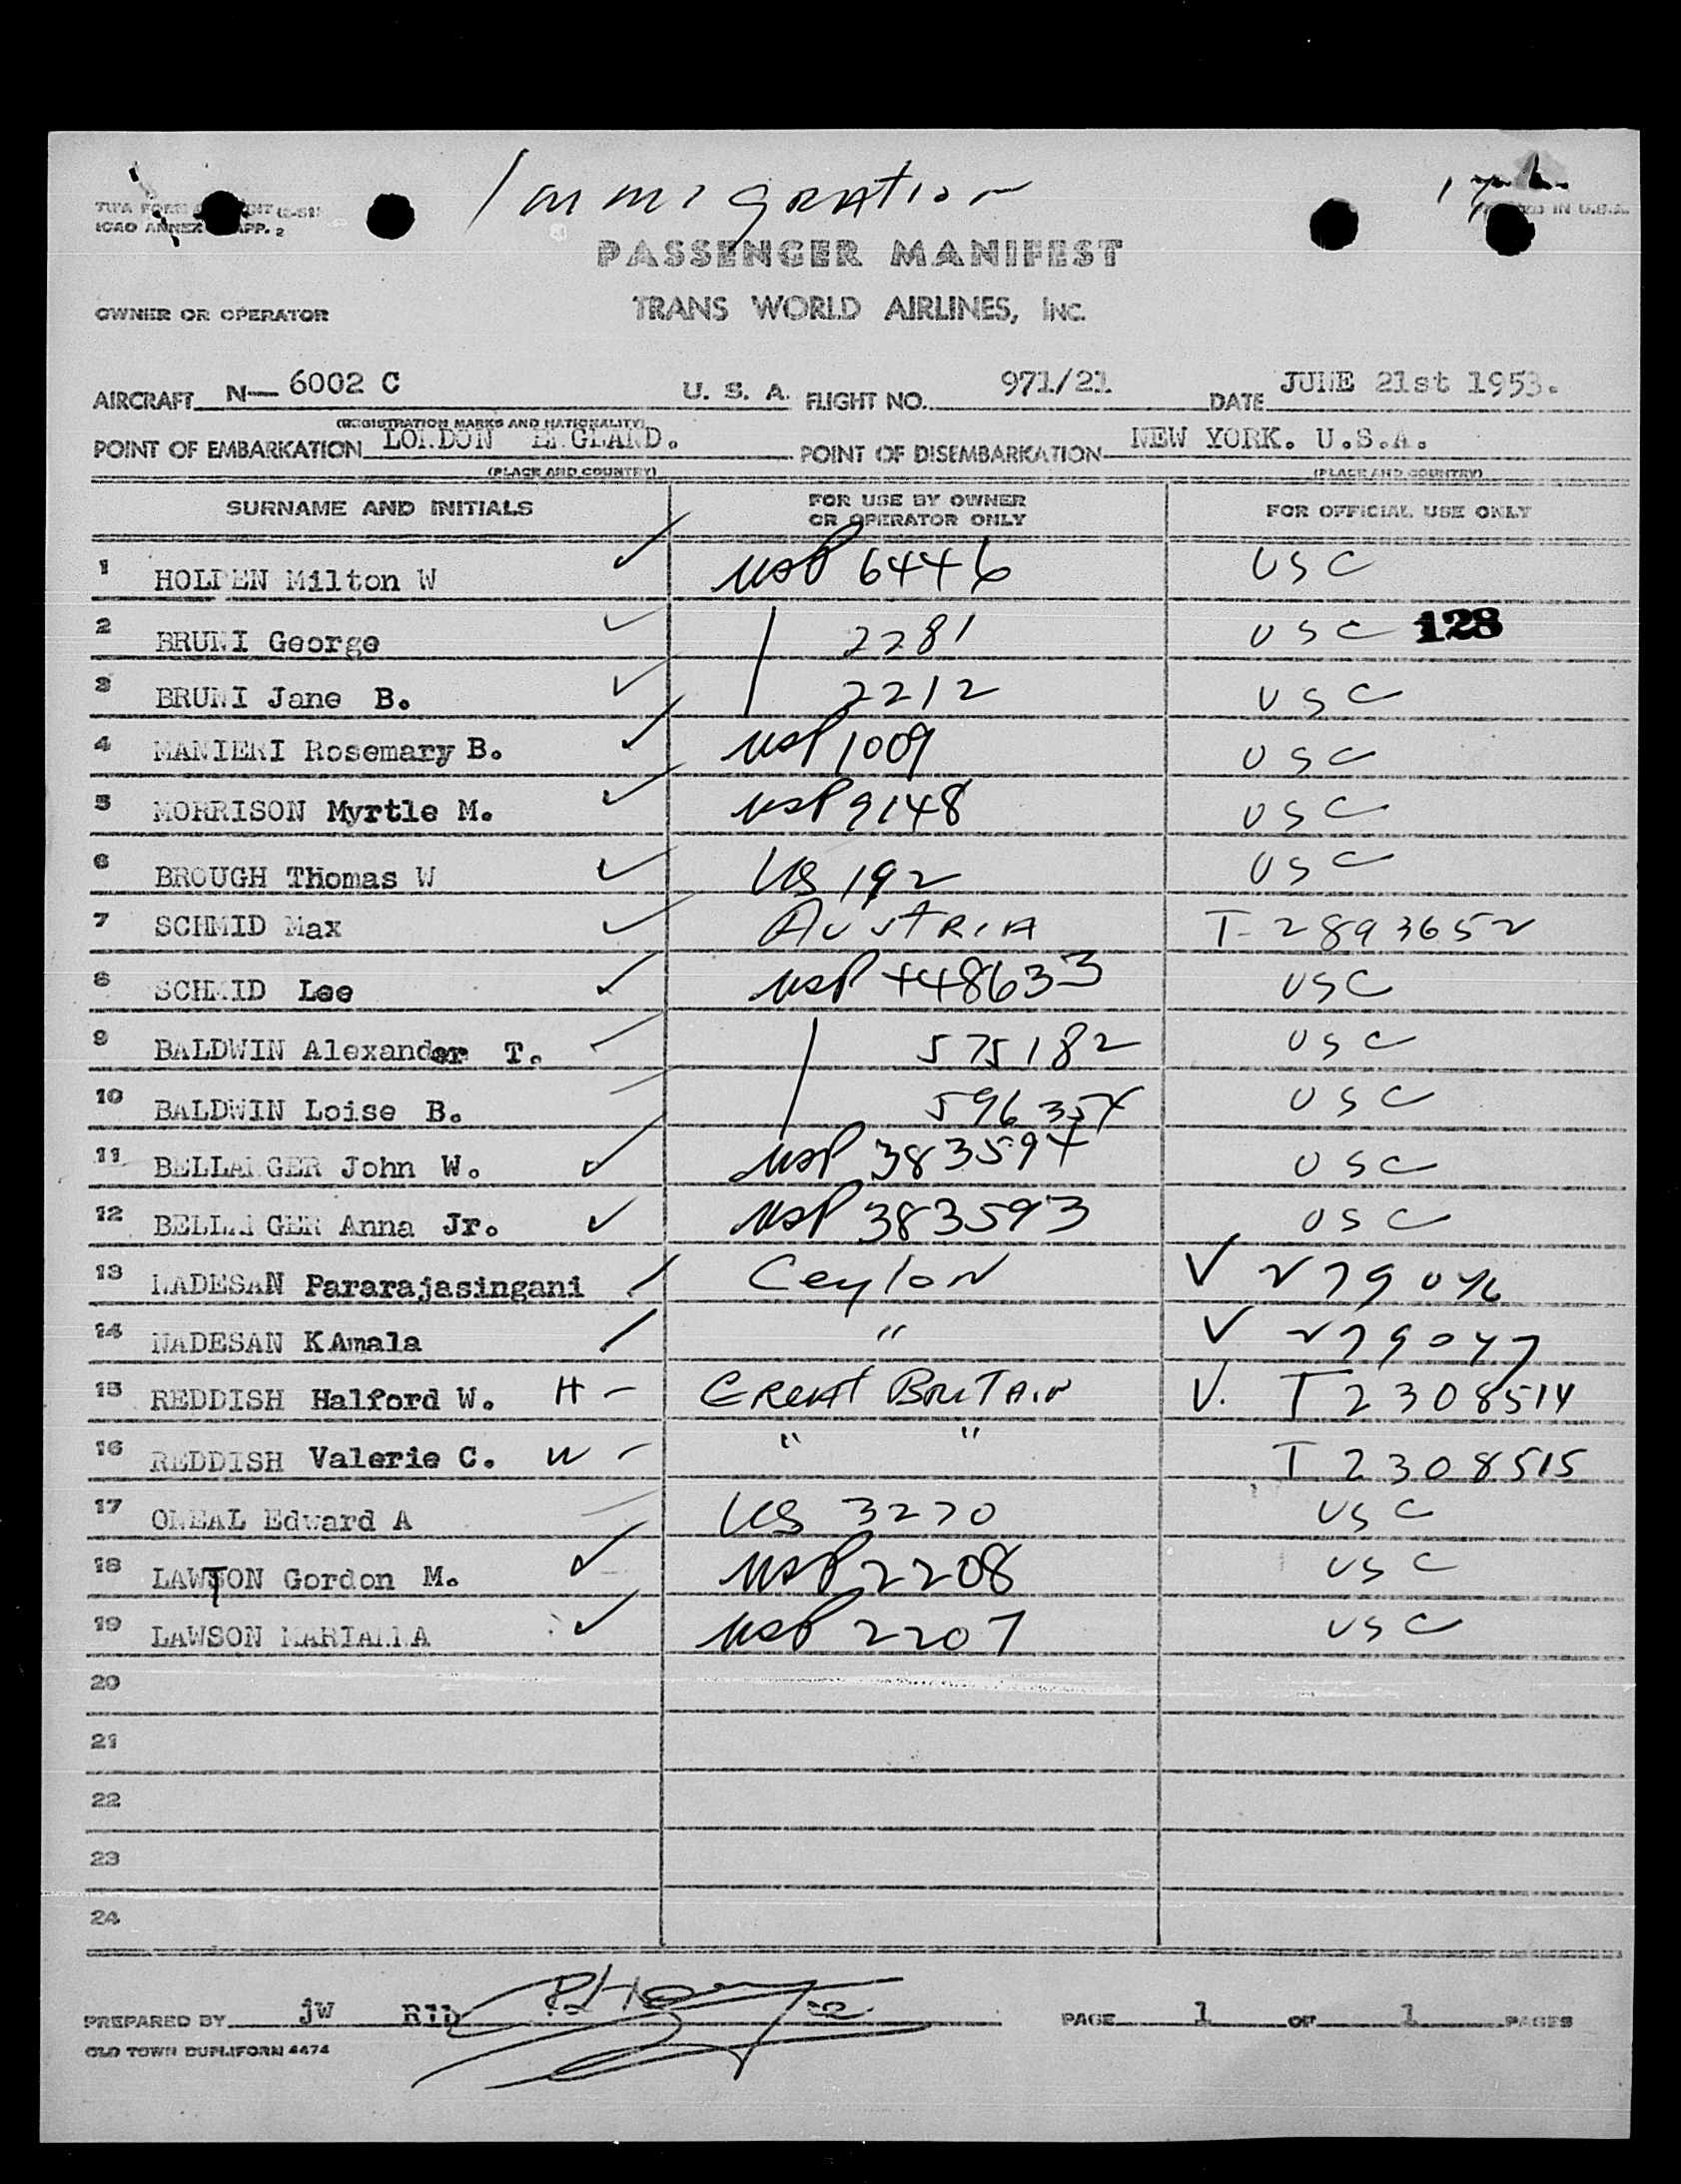 Immigration
ICAO ANNEX APP. 2
IN U.S.A.
PASSENGER MANIFEST
OWNER OR OPERATOR TRANS WORLD AIRLINES, INC.
AIRCRAFT N— 6002 C U. S. A. FLIGHT NO. 971/21 DATE JUNE 21st 1953.
(REGISTRATION MARKS AND NATIONALITY)
POINT OF EMBARKATION LONDON ENGLAND. POINT OF DISEMBARKATION NEW YORK. U.S.A.
(PLACE AND COUNTRY) (PLACE AND COUNTRY)
SURNAME AND INITIALS FOR USE BY OWNER OR OPERATOR ONLY FOR OFFICIAL USE ONLY
1 HOLDEN Milton W ✓ USP 6446 USC
2 BRUNI George ✓ 2281 USC 128
3 BRUNI Jane B. ✓ 2212 USC
4 MANIERI Rosemary B. ✓ USP 1009 USC
5 MORRISON Myrtle M. ✓ USP 9148 USC
6 BROUGH Thomas W ✓ US 192 USC
7 SCHMID Max ✓ AUSTRIA T-2893652
8 SCHMID Lee ✓ USP 448633 USC
9 BALDWIN Alexander T. ✓ 575182 USC
10 BALDWIN Loise B. 596354 USC
11 BELLANGER John W. ✓ USP 383594 USC
12 BELLANGER Anna Jr. ✓ USP 383593 USC
13 NADESAN Pararajasingani / Ceylon V 279046
14 NADESAN KAmala / " V 279047
15 REDDISH Halford W. H – GREAT BRITAIN V. T 2308514
16 REDDISH Valerie C. W – " " T 2308515
17 ONEAL Edward A US 3270 USC
18 LAWTON Gordon M. ✓ USP 2208 USC
19 LAWSON MARIANNA ✓ USP 2207 USC
20
21
22
23
24
PREPARED BY jw PAGE 1 OF 1 PAGES
OLD TOWN DUPLIFORM 4474